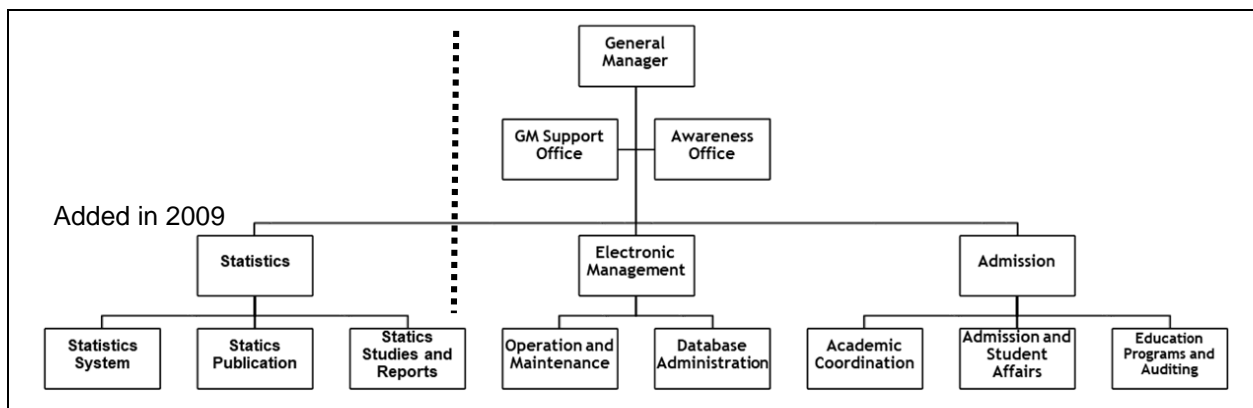 General
Manager
GM Support
Office
Awareness
Office
Added in 2009
Statistics
Electronic
Management
Admission
Statistics
System
Statics
Publication
Statics
Studies and
Reports
Operation and
Maintenance
Database
Administration
Academic
Coordination
Admission and
Student
Affairs
Education
Programs and
Auditing